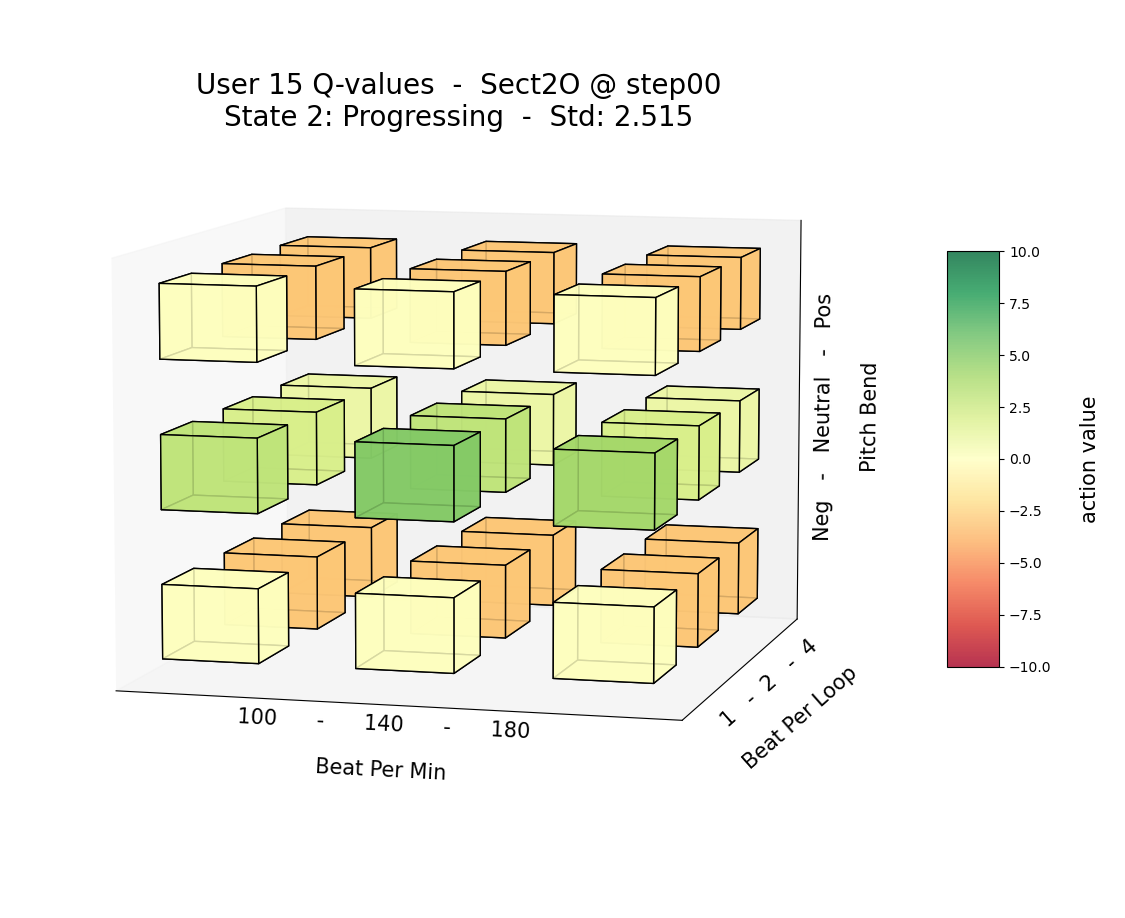 User 15 Q-values  -  Sect2O @ step00
State 2: Progressing  -  Std: 2.515
Neg   -   Neutral   -   Pos
Pitch Bend
1  -  2  -  4
Beat Per Loop
100     -     140     -     180
Beat Per Min
10.0
7.5
5.0
2.5
0.0
−2.5
−5.0
−7.5
−10.0
action value